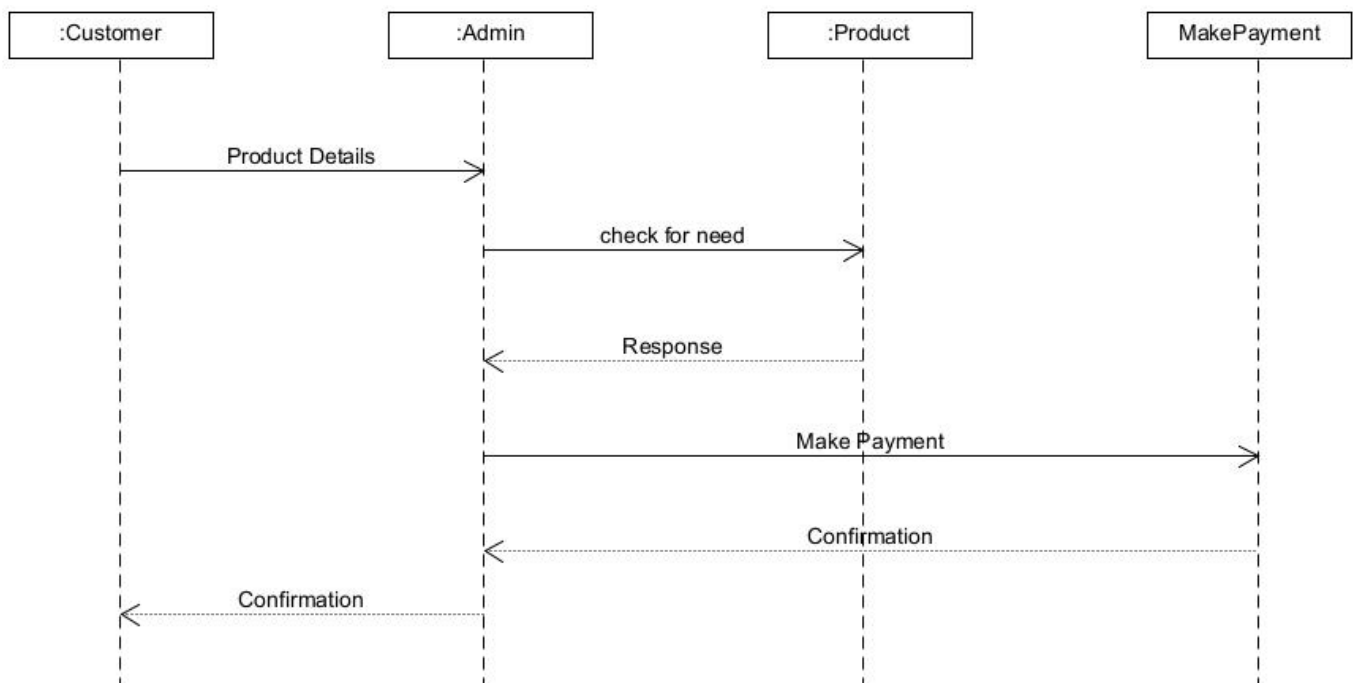 :Customer
:Admin
:Product
MakePayment
Product Details
check for need
Response
Make Payment
Confirmation
Confirmation